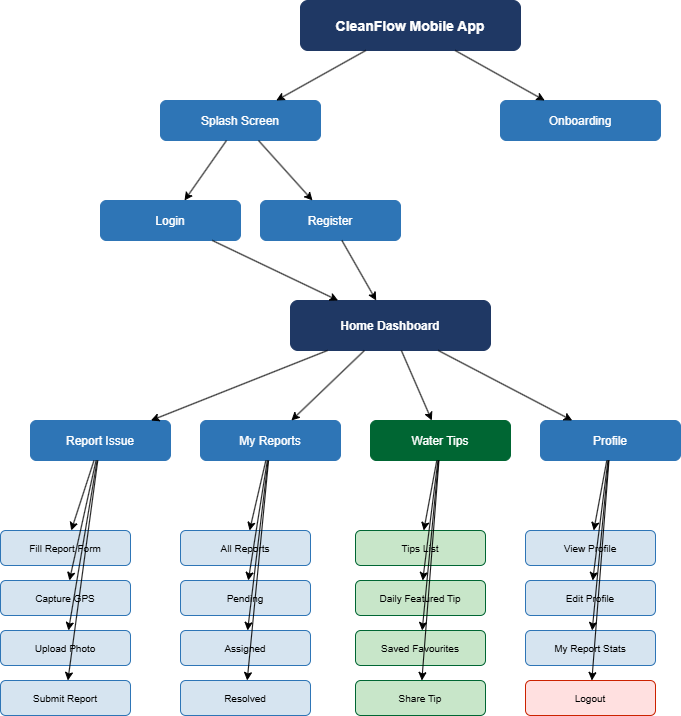 CleanFlow Mobile App
Splash Screen
Onboarding
Login
Register
Home Dashboard
Report Issue
My Reports
Water Tips
Profile
Fill Report Form
All Reports
Tips List
View Profile
Capture GPS
Pending
Daily Featured Tip
Edit Profile
Upload Photo
Assigned
Saved Favourites
My Report Stats
Submit Report
Resolved
Share Tip
Logout